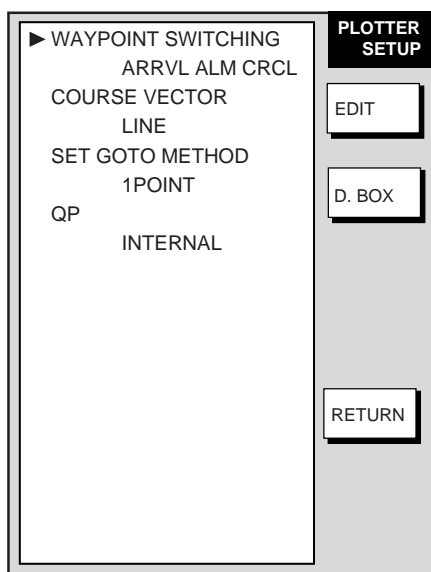 ▶ WAYPOINT SWITCHING
ARRVL ALM CRCL
COURSE VECTOR
LINE
SET GOTO METHOD
1POINT
QP
INTERNAL
PLOTTER
SETUP
EDIT
D. BOX
RETURN